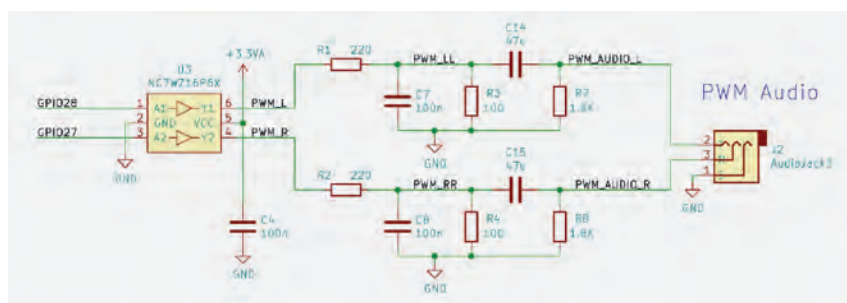 C14
47u
R1 220
PWM_LL
PWM_AUDIO_L
+3.3VA
U3
NC7WZ16P6X
C7
100n
R3
100
R7
1.8K
PWM Audio
GPIO28
1 A1 Y1 6
PWM_L
2 GND VCC 5
GPIO27
3 A2 Y2 4
PWM_R
GND
GND
2
3
1
J2
AudioJack3
C15
47u
R2 220
PWM_RR
PWM_AUDIO_R
GND
C4
100n
C8
100n
R4
100
R8
1.8K
GND
GND